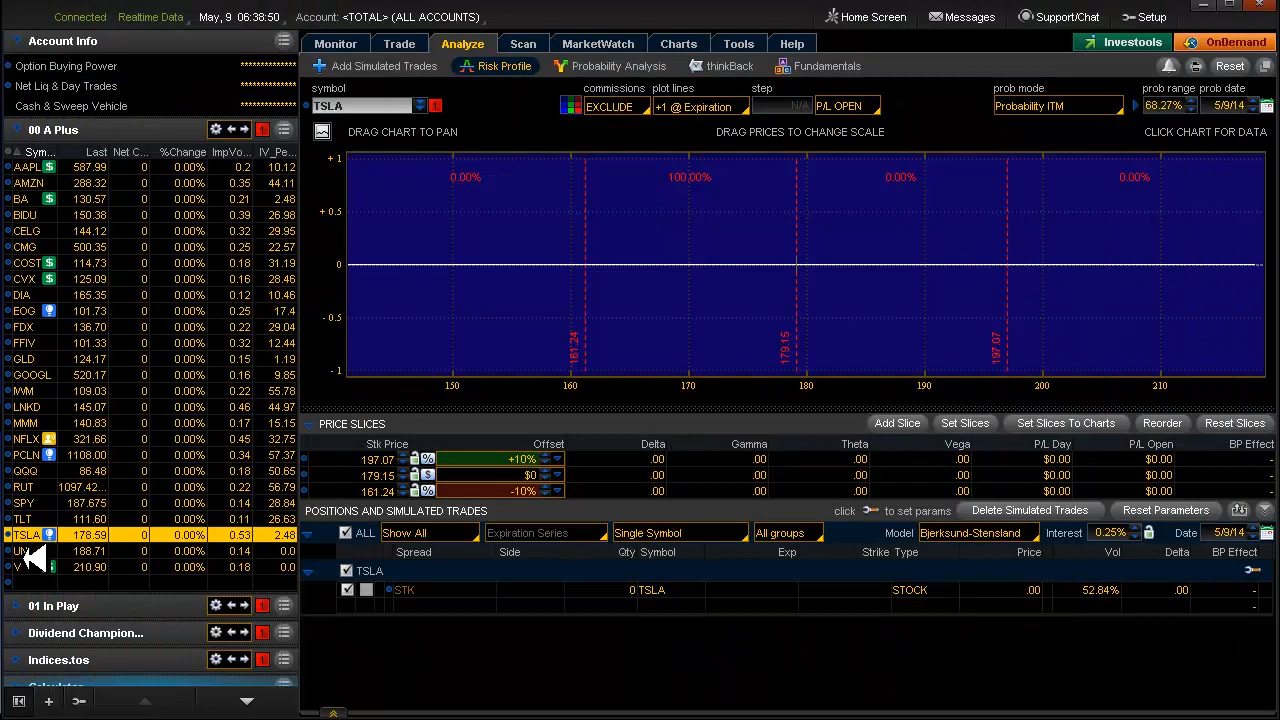 Connected Realtime Data May, 9 06:38:50 Account: <TOTAL> (ALL ACCOUNTS) Home Screen Messages Support/Chat Setup
Account Info
Option Buying Power **************
Net Liq & Day Trades **************
Cash & Sweep Vehicle **************
00 A Plus 1
Sym... Last Net C... %Change ImpVo... IV_Pe...
AAPL $ 587.99 0 0.00% 0.2 10.12
AMZN 288.32 0 0.00% 0.35 44.11
BA $ 130.57 0 0.00% 0.21 2.48
BIDU 150.38 0 0.00% 0.39 26.98
CELG 144.12 0 0.00% 0.32 29.95
CMG 500.35 0 0.00% 0.25 22.57
COST $ 114.73 0 0.00% 0.18 31.19
CVX $ 125.09 0 0.00% 0.16 28.46
DIA 165.35 0 0.00% 0.12 10.46
EOG 101.73 0 0.00% 0.25 17.4
FDX 136.70 0 0.00% 0.22 29.04
FFIV 101.33 0 0.00% 0.32 12.44
GLD 124.17 0 0.00% 0.15 1.19
GOOGL 520.17 0 0.00% 0.16 9.85
IWM 109.03 0 0.00% 0.22 55.78
LNKD 145.07 0 0.00% 0.46 44.97
MMM 140.83 0 0.00% 0.17 15.15
NFLX 321.66 0 0.00% 0.45 32.75
PCLN 1108.00 0 0.00% 0.34 57.37
QQQ 86.48 0 0.00% 0.18 50.65
RUT 1097.42... 0 0.00% 0.22 56.79
SPY 187.675 0 0.00% 0.14 28.84
TLT 111.60 0 0.00% 0.11 26.63
TSLA 178.59 0 0.00% 0.53 2.48
188.71 0 0.00% 0.14 0.0
V 210.90 0 0.00% 0.18 0.0
01 In Play 1
Dividend Champion... 1
Indices.tos 1
Monitor Trade Analyze Scan MarketWatch Charts Tools Help Investools OnDemand
Add Simulated Trades Risk Profile Probability Analysis thinkBack Fundamentals Reset
symbol commissions plot lines step prob mode prob range prob date
TSLA 1 EXCLUDE +1 @ Expiration N/A P/L OPEN Probability ITM 68.27% 5/9/14
DRAG CHART TO PAN DRAG PRICES TO CHANGE SCALE CLICK CHART FOR DATA
+ 1
0.00% 100.00% 0.00% 0.00%
+ 0.5
0
- 0.5
161.24 179.15 197.07
- 1
150 160 170 180 190 200 210
PRICE SLICES Add Slice Set Slices Set Slices To Charts Reorder Reset Slices
Stk Price Offset Delta Gamma Theta Vega P/L Day P/L Open BP Effect
197.07 % +10% .00 .00 .00 .00 $0.00 $0.00
179.15 $ $0 .00 .00 .00 .00 $0.00 $0.00
161.24 % -10% .00 .00 .00 .00 $0.00 $0.00
POSITIONS AND SIMULATED TRADES click to set params Delete Simulated Trades Reset Parameters
ALL Show All Expiration Series Single Symbol All groups Model Bjerksund-Stensland Interest 0.25% Date 5/9/14
Spread Side Qty Symbol Exp Strike Type Price Vol Delta BP Effect
TSLA -
STK 0 TSLA STOCK .00 52.84% .00 -
-